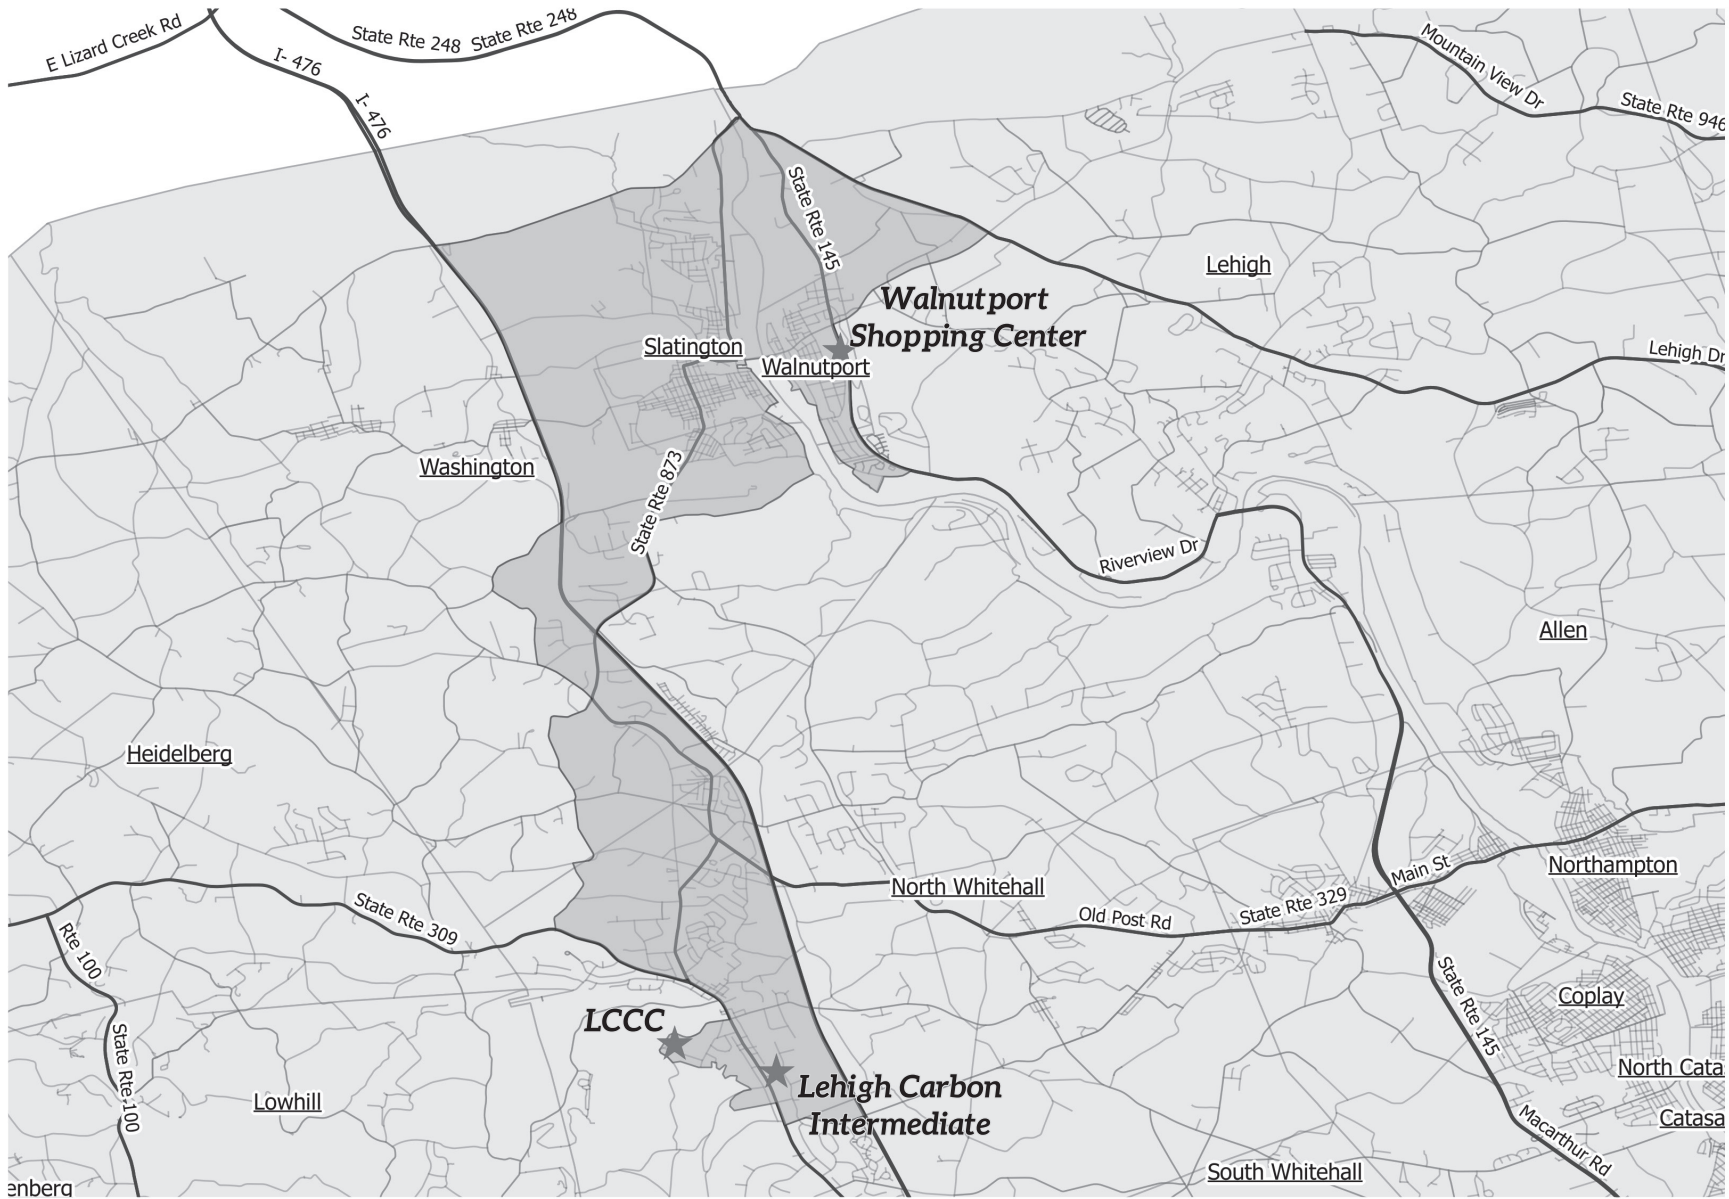 E Lizard Creek Rd
State Rte 248
State Rte 248
I- 476
I- 476
Mountain View Dr
State Rte 946
State Rte 145
Lehigh
Walnutport
Shopping Center
Slatington
Walnutport
Lehigh Dr
Washington
State Rte 873
Riverview Dr
Allen
Heidelberg
Main St
Northampton
North Whitehall
State Rte 309
State Rte 329
Old Post Rd
Rte 100
State Rte 145
Coplay
LCCC
State Rte 100
North Cata
Lehigh Carbon
Intermediate
Lowhill
Catasa
Macarthur Rd
South Whitehall
enberg